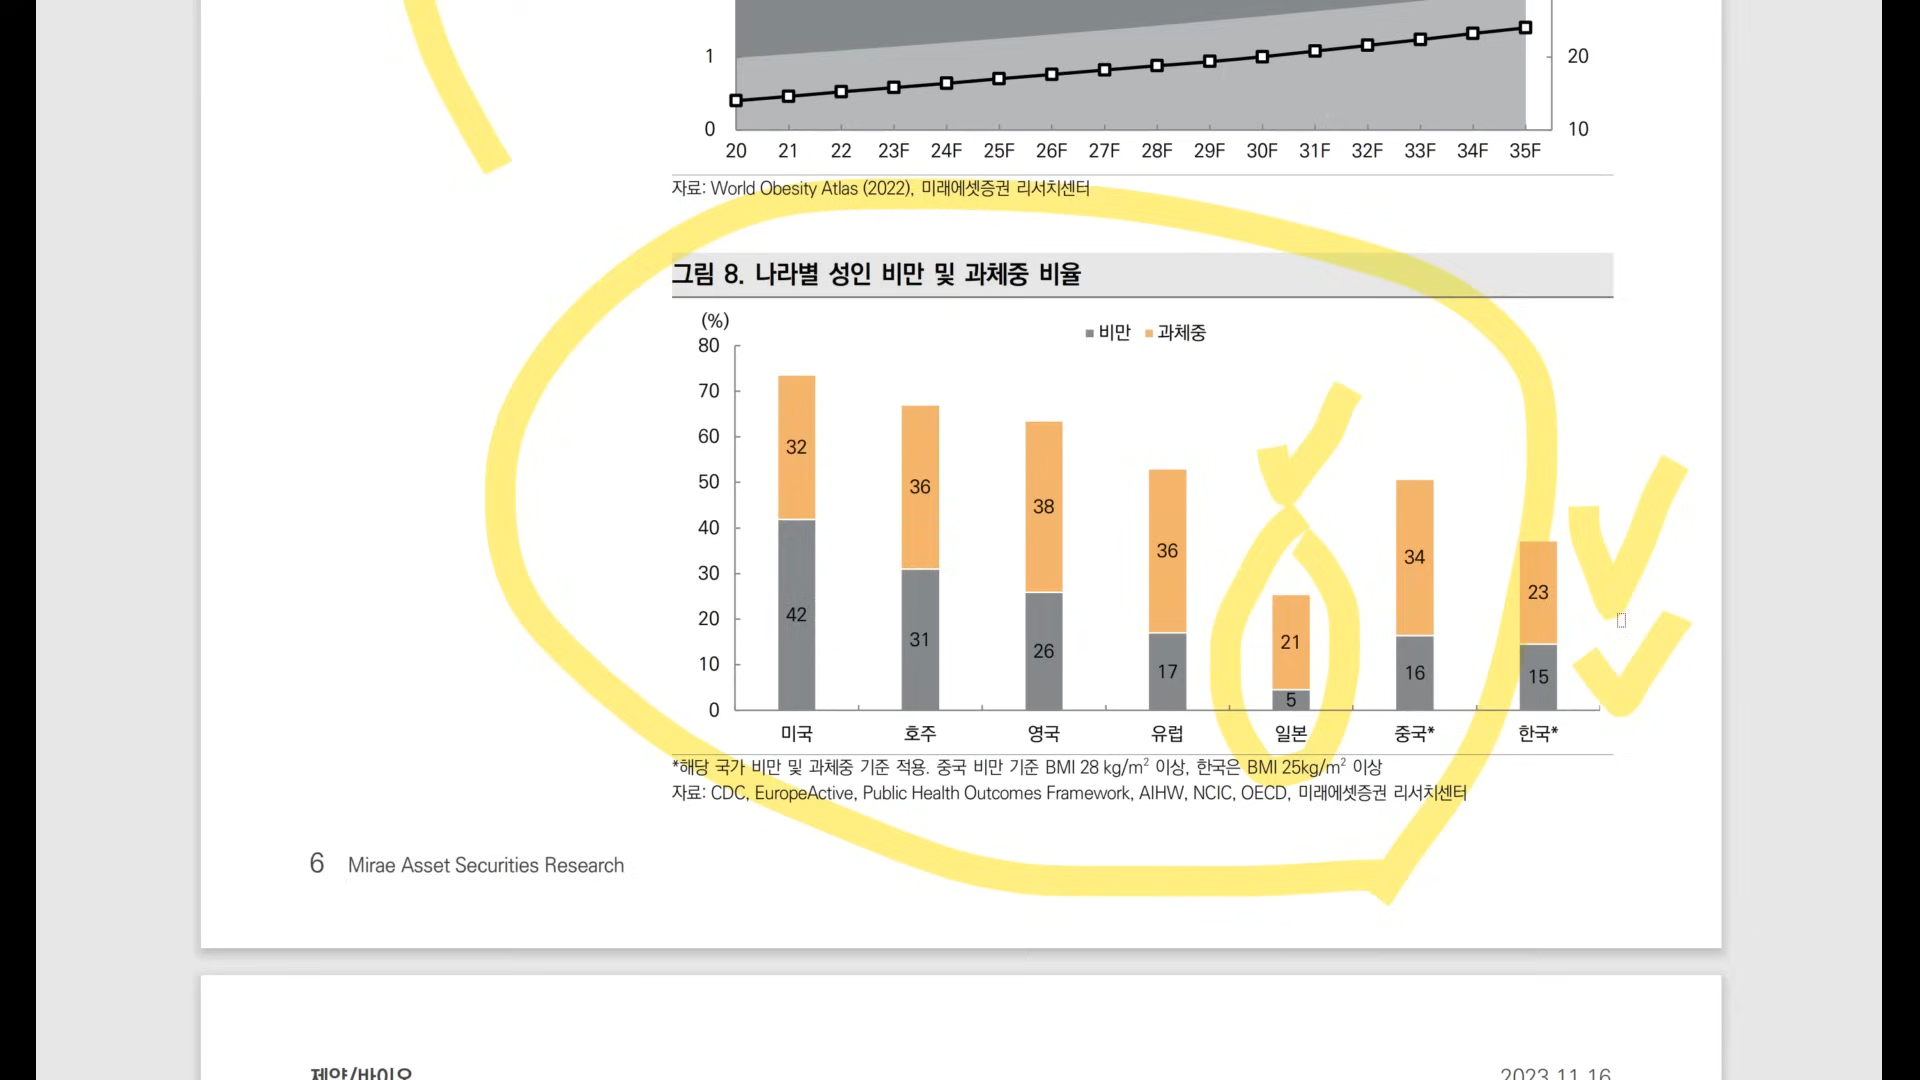 1
20
0
10
20 21 22 23F 24F 25F 26F 27F 28F 29F 30F 31F 32F 33F 34F 35F
자료: World Obesity Atlas (2022), 미래에셋증권 리서치센터
그림 8. 나라별 성인 비만 및 과체중 비율
(%)
비만 과체중
80
70
60
50
40
30
20
10
0
32 36 38 36 21 34 23
42 31 26 17 5 16 15
미국 호주 영국 유럽 일본 중국* 한국*
*해당 국가 비만 및 과체중 기준 적용. 중국 비만 기준 BMI 28 kg/m² 이상, 한국은 BMI 25kg/m² 이상
자료: CDC, EuropeActive, Public Health Outcomes Framework, AIHW, NCIC, OECD, 미래에셋증권 리서치센터
6 Mirae Asset Securities Research
제약/바이오
2023.11.16